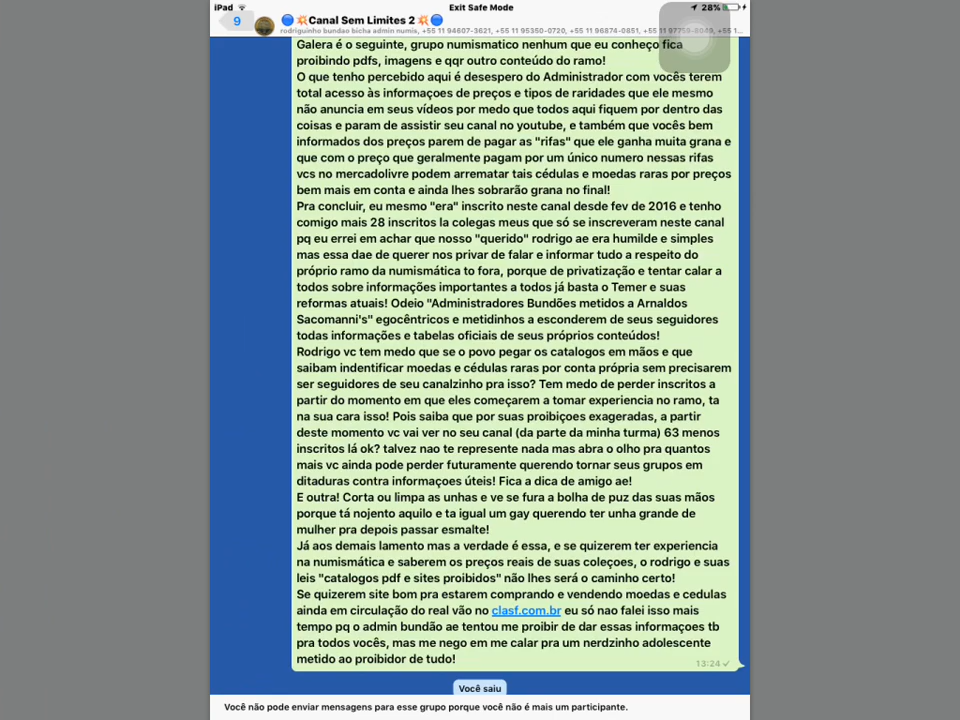 iPad
Exit Safe Mode
28%
9
🔵💥Canal Sem Limites 2💥🔵
rodriguinho bundao bicha admin numis, +55 11 94607-3621, +55 11 95350-0720, +55 11 96874-0851, +55 11 97759-8049, +55 1...
Galera é o seguinte, grupo numismatico nenhum que eu conheço fica
proibindo pdfs, imagens e qqr outro conteúdo do ramo!
O que tenho percebido aqui é desespero do Administrador com vocês terem
total acesso às informaçoes de preços e tipos de raridades que ele mesmo
não anuncia em seus vídeos por medo que todos aqui fiquem por dentro das
coisas e param de assistir seu canal no youtube, e também que vocês bem
informados dos preços parem de pagar as "rifas" que ele ganha muita grana e
que com o preço que geralmente pagam por um único numero nessas rifas
vcs no mercadolivre podem arrematar tais cédulas e moedas raras por preços
bem mais em conta e ainda lhes sobrarão grana no final!
Pra concluir, eu mesmo "era" inscrito neste canal desde fev de 2016 e tenho
comigo mais 28 inscritos la colegas meus que só se inscreveram neste canal
pq eu errei em achar que nosso "querido" rodrigo ae era humilde e simples
mas essa dae de querer nos privar de falar e informar tudo a respeito do
próprio ramo da numismática to fora, porque de privatização e tentar calar a
todos sobre informações importantes a todos já basta o Temer e suas
reformas atuais! Odeio "Administradores Bundões metidos a Arnaldos
Sacomanni's" egocêntricos e metidinhos a esconderem de seus seguidores
todas informações e tabelas oficiais de seus próprios conteúdos!
Rodrigo vc tem medo que se o povo pegar os catalogos em mãos e que
saibam indentificar moedas e cédulas raras por conta própria sem precisarem
ser seguidores de seu canalzinho pra isso? Tem medo de perder inscritos a
partir do momento em que eles começarem a tomar experiencia no ramo, ta
na sua cara isso! Pois saiba que por suas proibiçoes exageradas, a partir
deste momento vc vai ver no seu canal (da parte da minha turma) 63 menos
inscritos lá ok? talvez nao te represente nada mas abra o olho pra quantos
mais vc ainda pode perder futuramente querendo tornar seus grupos em
ditaduras contra informaçoes úteis! Fica a dica de amigo ae!
E outra! Corta ou limpa as unhas e ve se fura a bolha de puz das suas mãos
porque tá nojento aquilo e ta igual um gay querendo ter unha grande de
mulher pra depois passar esmalte!
Já aos demais lamento mas a verdade é essa, e se quizerem ter experiencia
na numismática e saberem os preços reais de suas coleçoes, o rodrigo e suas
leis "catalogos pdf e sites proibidos" não lhes será o caminho certo!
Se quizerem site bom pra estarem comprando e vendendo moedas e cedulas
ainda em circulação do real vão no clasf.com.br eu só nao falei isso mais
tempo pq o admin bundão ae tentou me proibir de dar essas informaçoes tb
pra todos vocês, mas me nego em me calar pra um nerdzinho adolescente
metido ao proibidor de tudo!
13:24
Você saiu
Você não pode enviar mensagens para esse grupo porque você não é mais um participante.